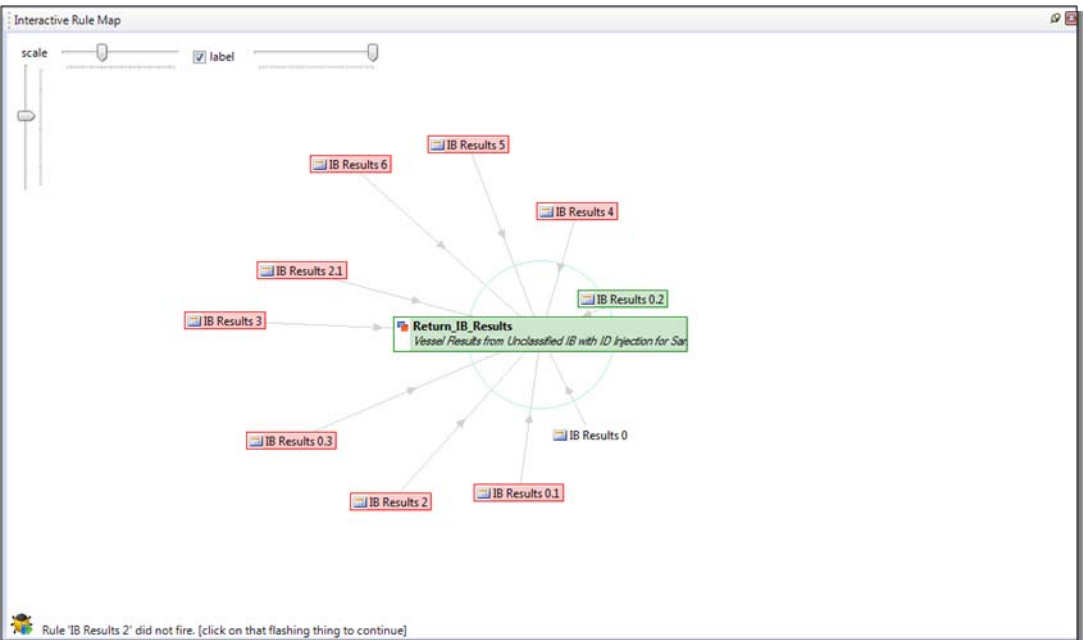 Interactive Rule Map
scale
label
IB Results 5
IB Results 6
IB Results 4
IB Results 2.1
IB Results 0.2
IB Results 3
Return_IB_Results
Vessel Results from Unclassified IB with ID Injection for Sar
IB Results 0.3
IB Results 0
IB Results 2
IB Results 0.1
Rule 'IB Results 2' did not fire. [click on that flashing thing to continue]